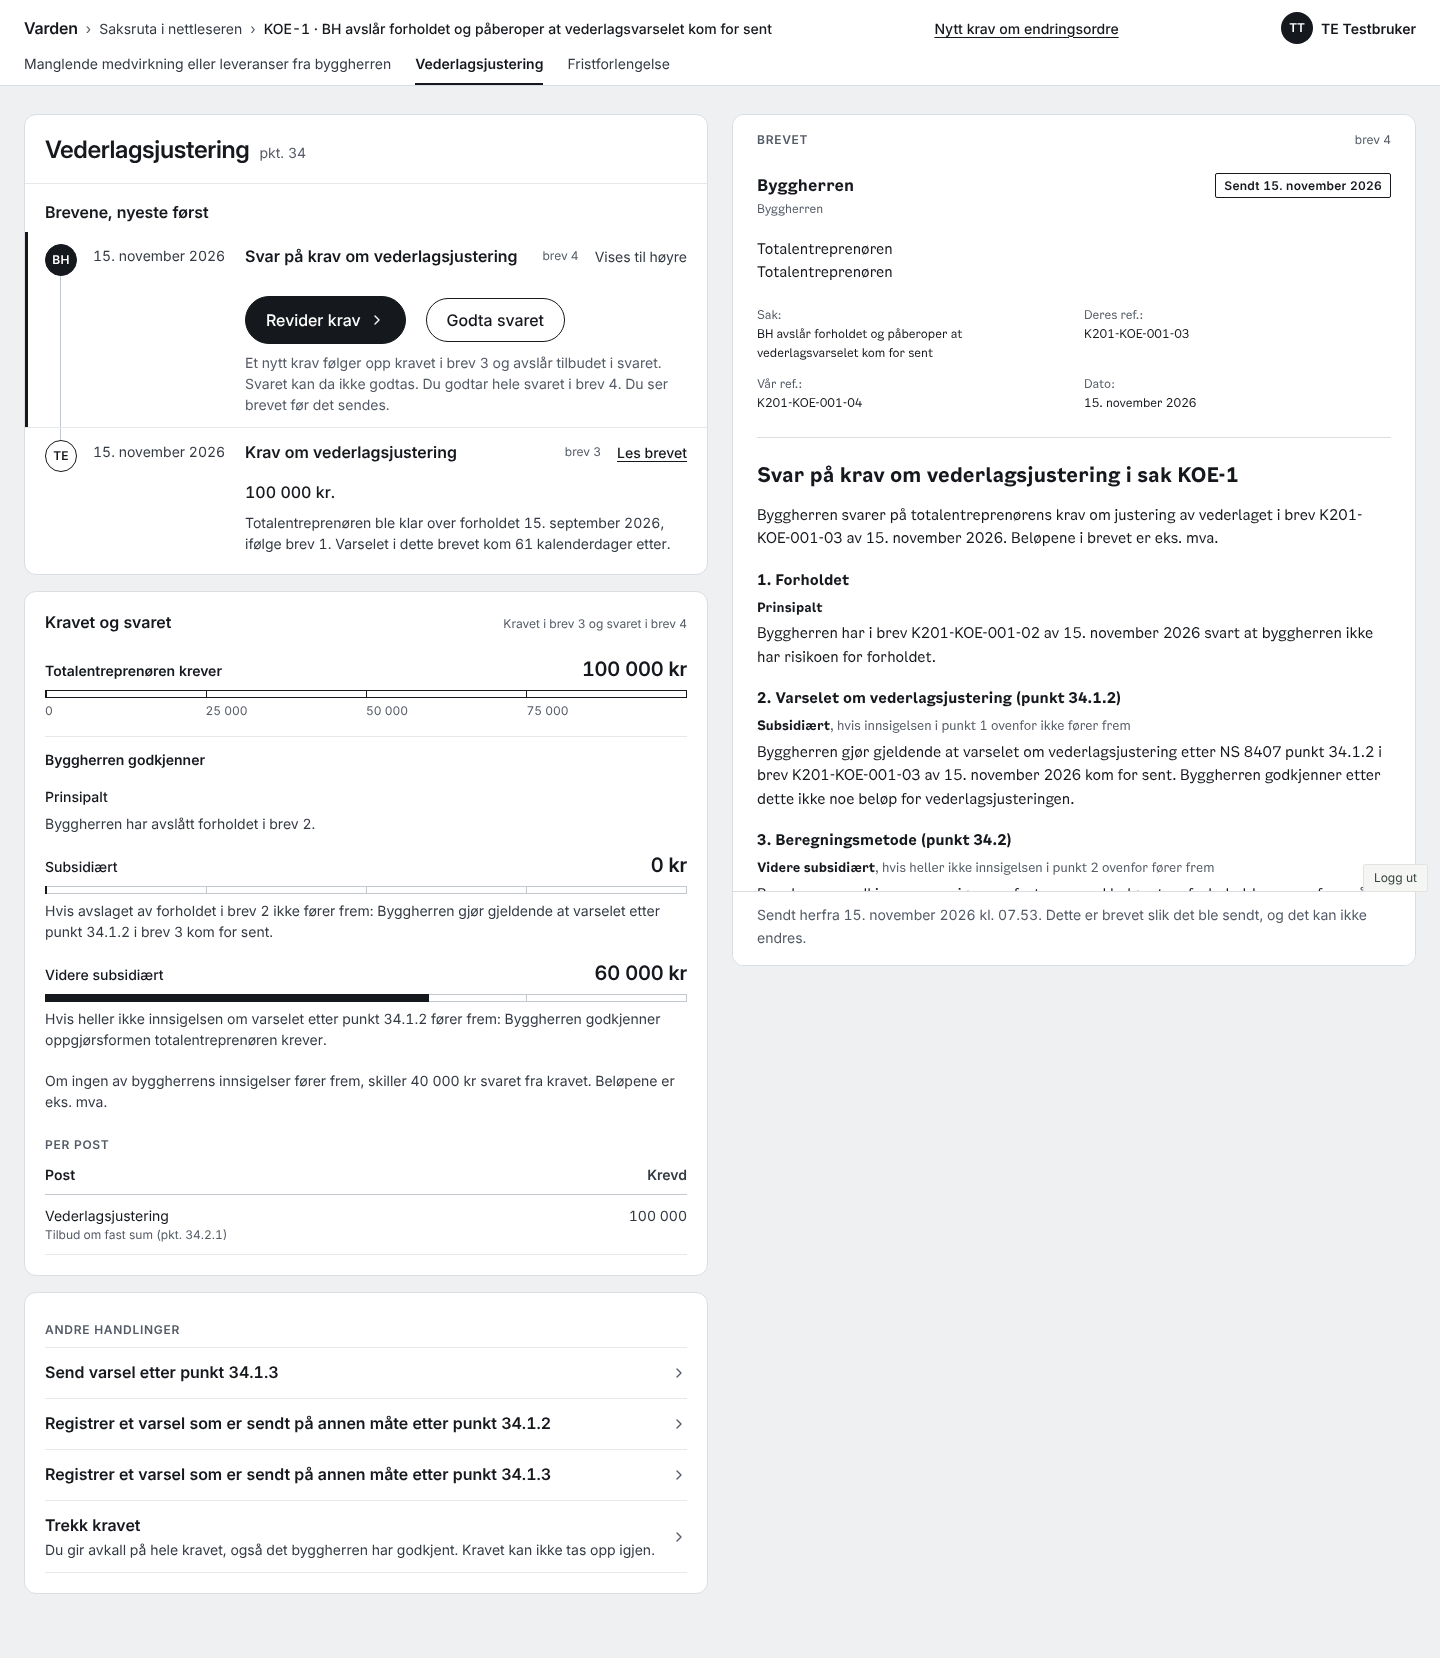 Varden › Saksruta i nettleseren › KOE-1 · BH avslår forholdet og påberoper at vederlagsvarselet kom for sent
Nytt krav om endringsordre
TT TE Testbruker
Manglende medvirkning eller leveranser fra byggherren Vederlagsjustering Fristforlengelse
Vederlagsjustering pkt. 34
Brevene, nyeste først
BH 15. november 2026 Svar på krav om vederlagsjustering brev 4 Vises til høyre
Revider krav Godta svaret
Et nytt krav følger opp kravet i brev 3 og avslår tilbudet i svaret.
Svaret kan da ikke godtas. Du godtar hele svaret i brev 4. Du ser
brevet før det sendes.
TE 15. november 2026 Krav om vederlagsjustering brev 3 Les brevet
100 000 kr.
Totalentreprenøren ble klar over forholdet 15. september 2026,
ifølge brev 1. Varselet i dette brevet kom 61 kalenderdager etter.
Kravet og svaret Kravet i brev 3 og svaret i brev 4
Totalentreprenøren krever 100 000 kr
0 25 000 50 000 75 000
Byggherren godkjenner
Prinsipalt
Byggherren har avslått forholdet i brev 2.
Subsidiært 0 kr
Hvis avslaget av forholdet i brev 2 ikke fører frem: Byggherren gjør gjeldende at varselet etter
punkt 34.1.2 i brev 3 kom for sent.
Videre subsidiært 60 000 kr
Hvis heller ikke innsigelsen om varselet etter punkt 34.1.2 fører frem: Byggherren godkjenner
oppgjørsformen totalentreprenøren krever.
Om ingen av byggherrens innsigelser fører frem, skiller 40 000 kr svaret fra kravet. Beløpene er
eks. mva.
PER POST
Post Krevd
Vederlagsjustering 100 000
Tilbud om fast sum (pkt. 34.2.1)
ANDRE HANDLINGER
Send varsel etter punkt 34.1.3
Registrer et varsel som er sendt på annen måte etter punkt 34.1.2
Registrer et varsel som er sendt på annen måte etter punkt 34.1.3
Trekk kravet
Du gir avkall på hele kravet, også det byggherren har godkjent. Kravet kan ikke tas opp igjen.
BREVET brev 4
Byggherren Sendt 15. november 2026
Byggherren
Totalentreprenøren
Totalentreprenøren
Sak: Deres ref.:
BH avslår forholdet og påberoper at K201-KOE-001-03
vederlagsvarselet kom for sent
Vår ref.: Dato:
K201-KOE-001-04 15. november 2026
Svar på krav om vederlagsjustering i sak KOE-1
Byggherren svarer på totalentreprenørens krav om justering av vederlaget i brev K201-
KOE-001-03 av 15. november 2026. Beløpene i brevet er eks. mva.
1. Forholdet
Prinsipalt
Byggherren har i brev K201-KOE-001-02 av 15. november 2026 svart at byggherren ikke
har risikoen for forholdet.
2. Varselet om vederlagsjustering (punkt 34.1.2)
Subsidiært, hvis innsigelsen i punkt 1 ovenfor ikke fører frem
Byggherren gjør gjeldende at varselet om vederlagsjustering etter NS 8407 punkt 34.1.2 i
brev K201-KOE-001-03 av 15. november 2026 kom for sent. Byggherren godkjenner etter
dette ikke noe beløp for vederlagsjusteringen.
3. Beregningsmetode (punkt 34.2)
Videre subsidiært, hvis heller ikke innsigelsen i punkt 2 ovenfor fører frem
Logg ut
Sendt herfra 15. november 2026 kl. 07.53. Dette er brevet slik det ble sendt, og det kan ikke
endres.